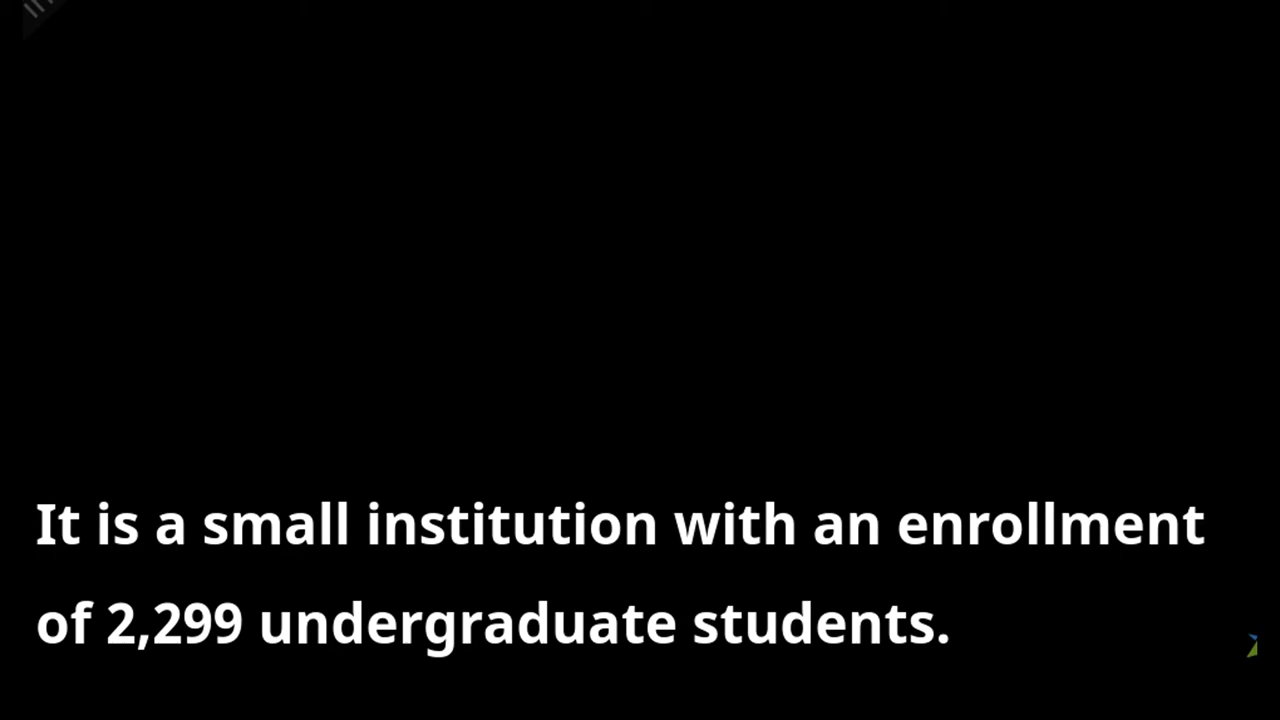 It is a small institution with an enrollment
of 2,299 undergraduate students.